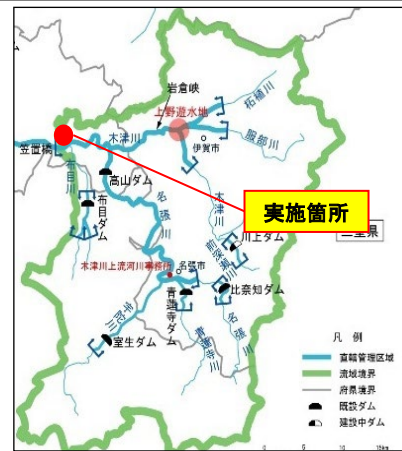 岩倉峡
上野遊水地
柘植川
服部川
木津川
伊賀市
笠置橋
布目川
高山ダム
布目ダム
名張川
実施箇所
木津川
前深瀬川
川上ダム
三重県
木津川上流河川事務所
名張市
比奈知ダム
青蓮寺ダム
宇陀川
室生ダム
青蓮寺川
名張川
凡 例
直轄管理区域
流域境界
府県境界
既設ダム
建設中ダム
0 5 10 15km